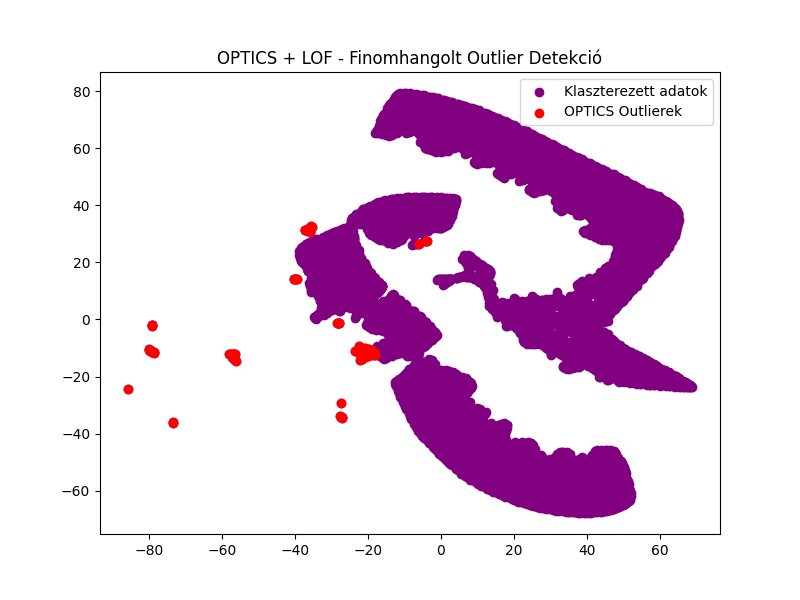 OPTICS + LOF - Finomhangolt Outlier Detekció
Klaszterezett adatok
OPTICS Outlierek
80
60
40
20
0
−20
−40
−60
−80 −60 −40 −20 0 20 40 60